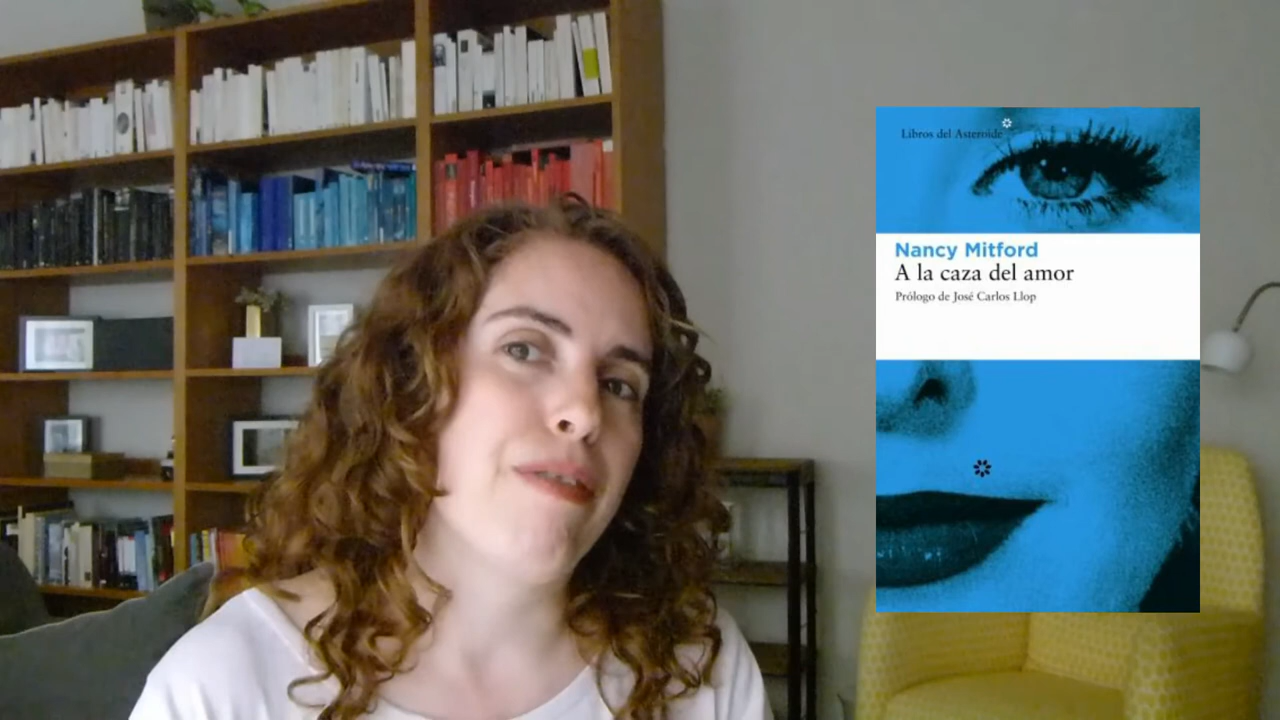 Libros del Asteroide
Nancy Mitford
A la caza del amor
Prólogo de José Carlos Llop